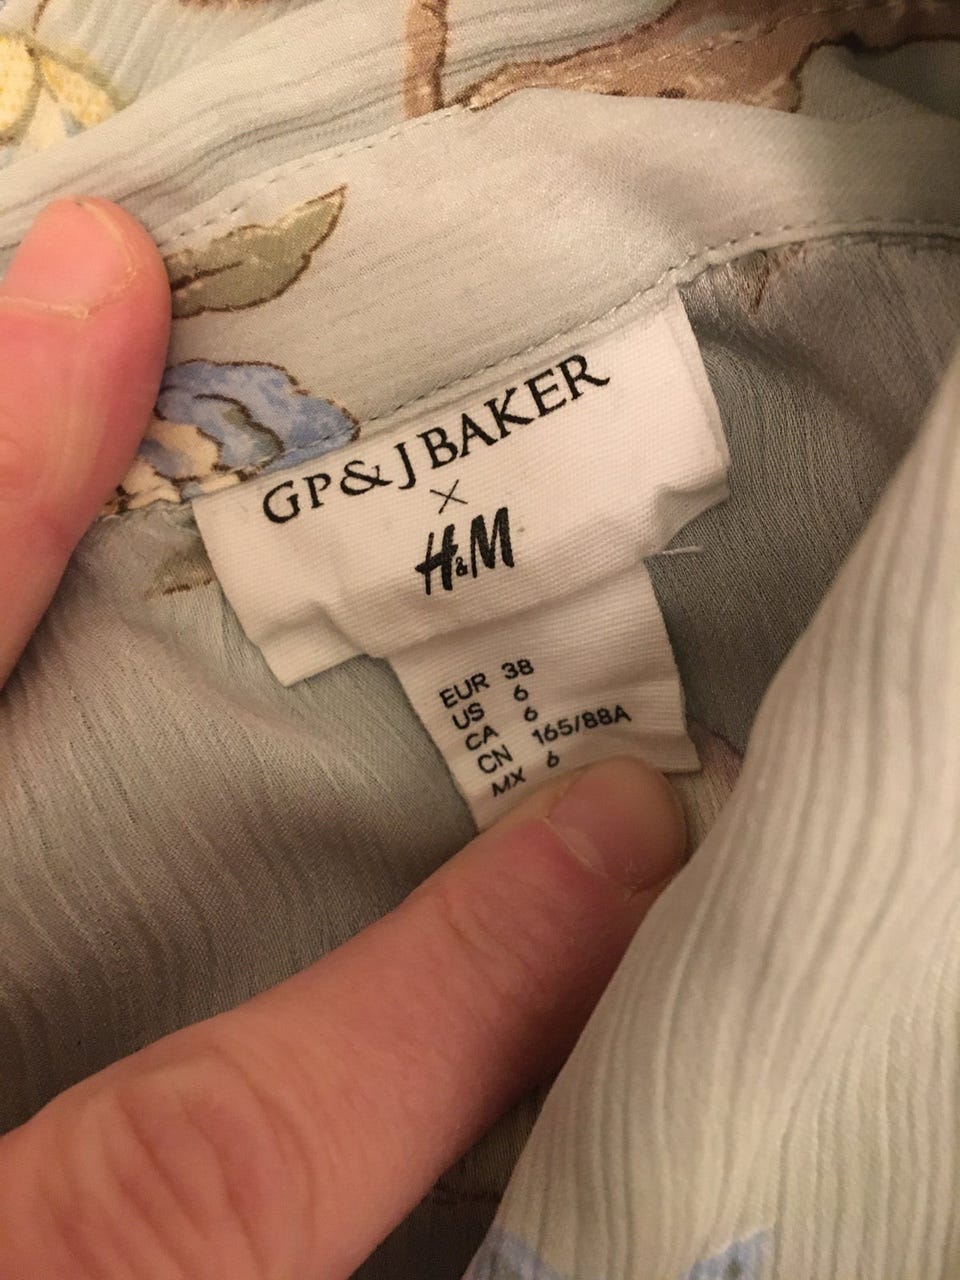 GP & J BAKER
×
H&M
EUR 38
US 6
CA 6
CN 165/88A
MX 6